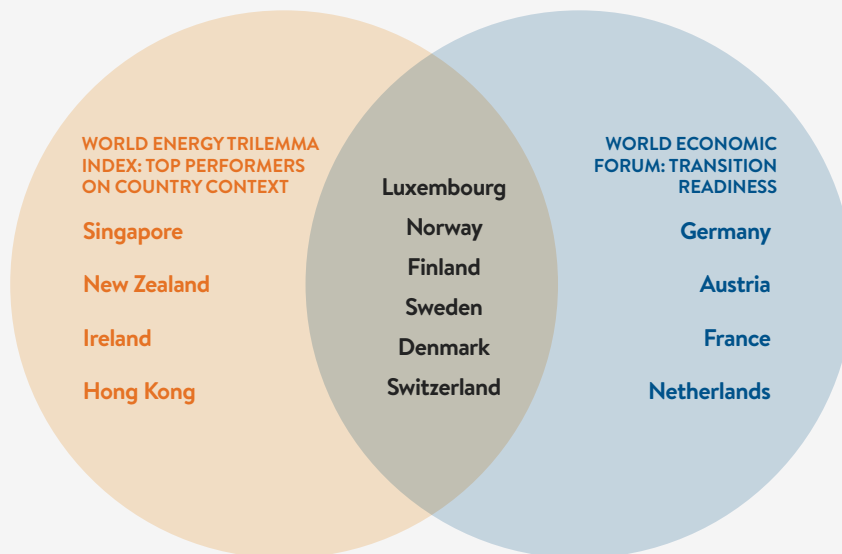 WORLD ENERGY TRILEMMA
INDEX: TOP PERFORMERS
ON COUNTRY CONTEXT
Singapore
New Zealand
Ireland
Hong Kong
Luxembourg
Norway
Finland
Sweden
Denmark
Switzerland
WORLD ECONOMIC
FORUM: TRANSITION
READINESS
Germany
Austria
France
Netherlands